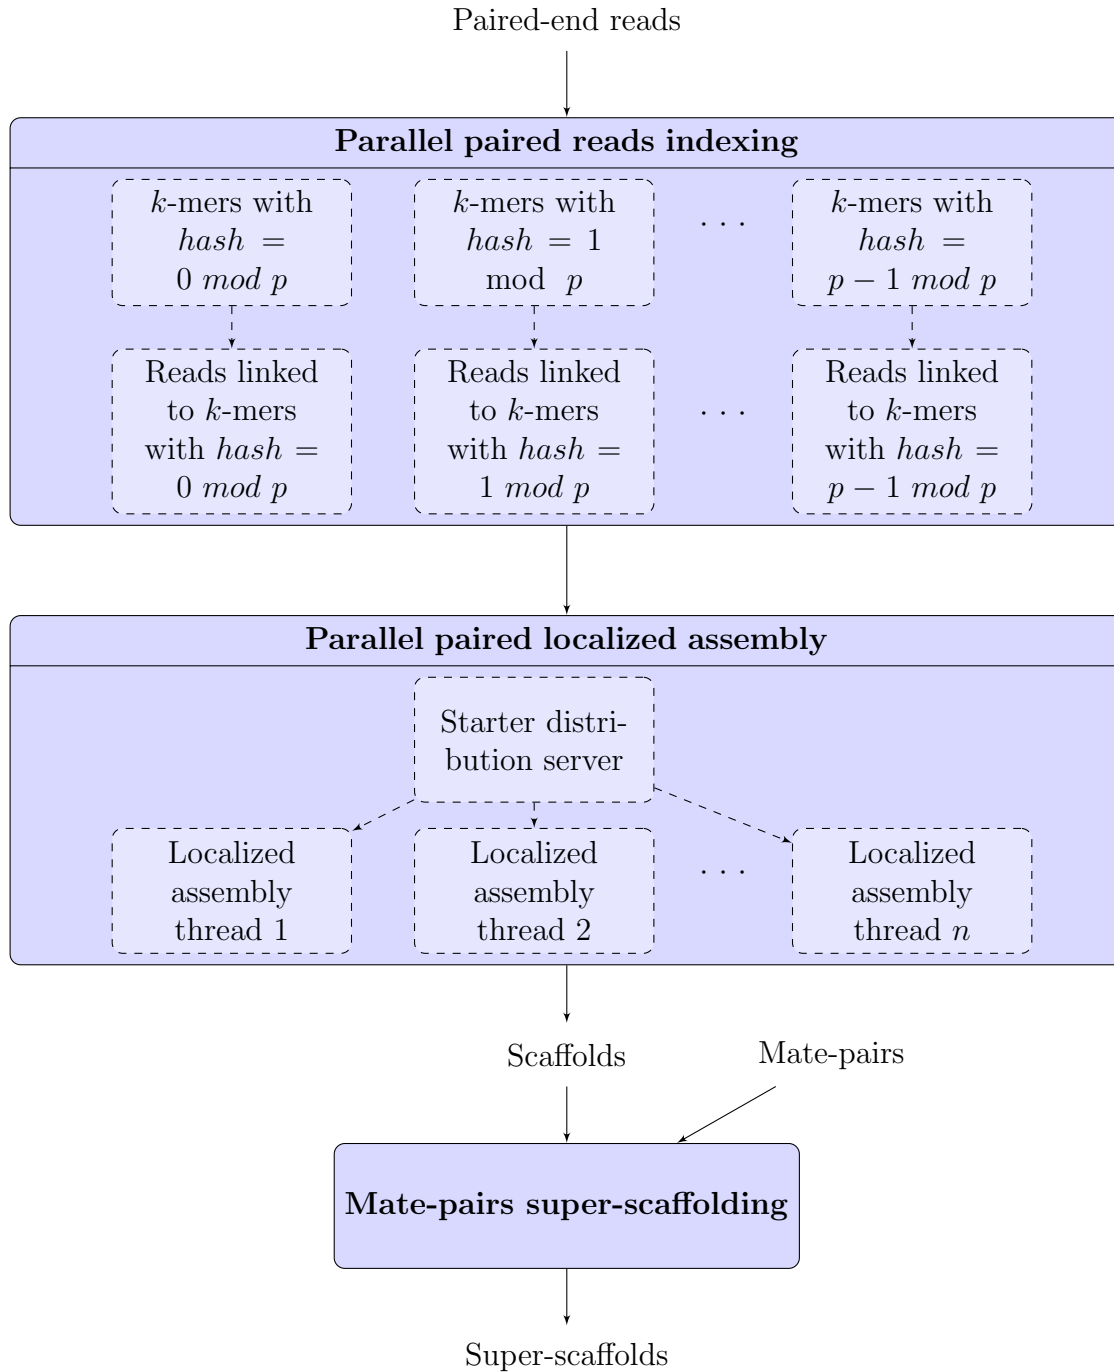 Paired-end reads
Parallel paired reads indexing
k-mers with
hash =
0 mod p
k-mers with
hash = 1
mod p
. . .
k-mers with
hash =
p − 1 mod p
Reads linked
to k-mers
with hash =
0 mod p
Reads linked
to k-mers
with hash =
1 mod p
. . .
Reads linked
to k-mers
with hash =
p − 1 mod p
Parallel paired localized assembly
Starter distri-
bution server
Localized
assembly
thread 1
Localized
assembly
thread 2
. . .
Localized
assembly
thread n
Scaffolds
Mate-pairs
Mate-pairs super-scaffolding
Super-scaffolds